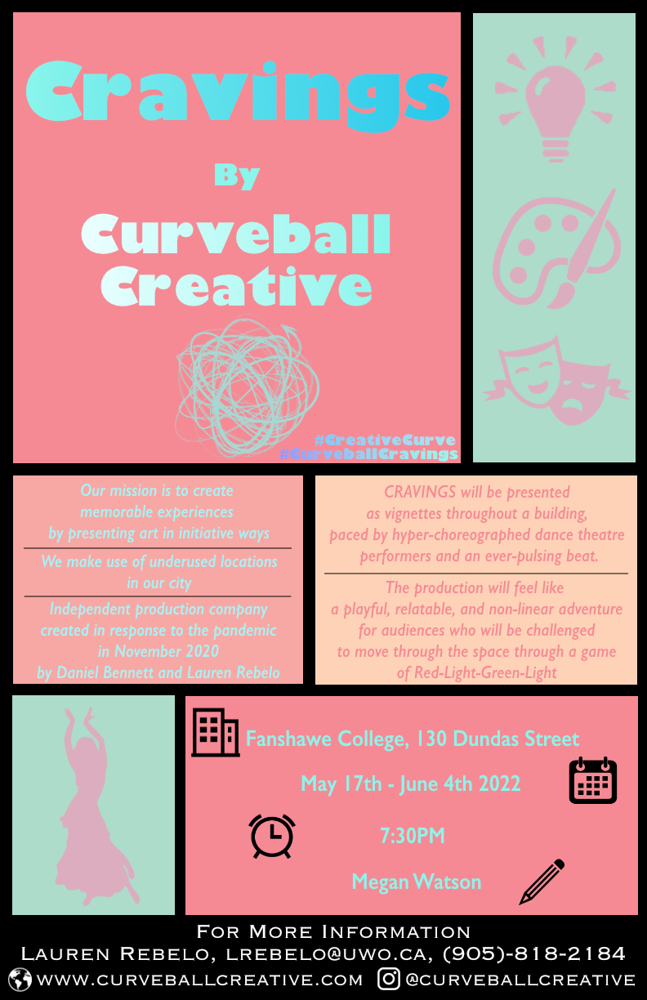 Cravings
By
Curveball
Creative
#CreativeCurve
#CurveballCravings
Our mission is to create
memorable experiences
by presenting art in initiative ways
We make use of underused locations
in our city
Independent production company
created in response to the pandemic
in November 2020
by Daniel Bennett and Lauren Rebelo
CRAVINGS will be presented
as vignettes throughout a building,
paced by hyper-choreographed dance theatre
performers and an ever-pulsing beat.
The production will feel like
a playful, relatable, and non-linear adventure
for audiences who will be challenged
to move through the space through a game
of Red-Light-Green-Light
Fanshawe College, 130 Dundas Street
May 17th - June 4th 2022
7:30PM
Megan Watson
For More Information
Lauren Rebelo, lrebelo@uwo.ca, (905)-818-2184
www.curveballcreative.com @curveballcreative